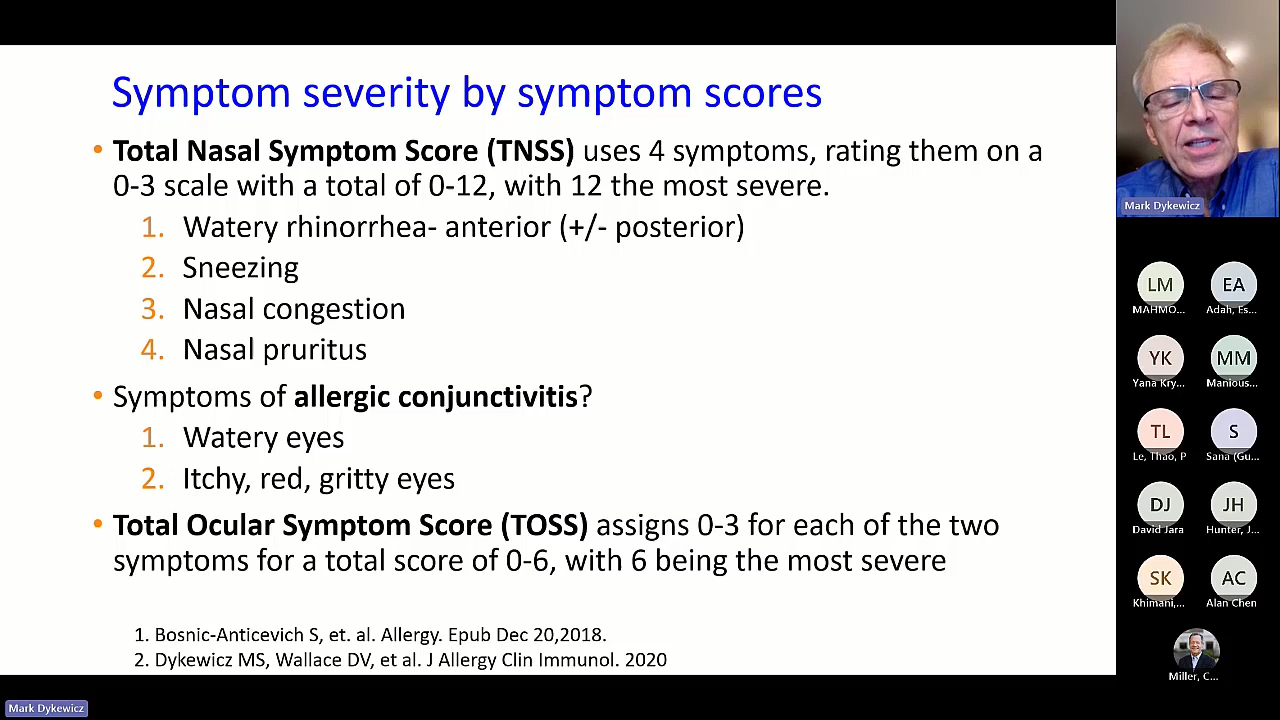 Symptom severity by symptom scores
• Total Nasal Symptom Score (TNSS) uses 4 symptoms, rating them on a
0-3 scale with a total of 0-12, with 12 the most severe.
1. Watery rhinorrhea- anterior (+/- posterior)
2. Sneezing
3. Nasal congestion
4. Nasal pruritus
• Symptoms of allergic conjunctivitis?
1. Watery eyes
2. Itchy, red, gritty eyes
• Total Ocular Symptom Score (TOSS) assigns 0-3 for each of the two
symptoms for a total score of 0-6, with 6 being the most severe
1. Bosnic-Anticevich S, et. al. Allergy. Epub Dec 20,2018.
2. Dykewicz MS, Wallace DV, et al. J Allergy Clin Immunol. 2020
Mark Dykewicz
LM
MAHMO...
EA
Adah, Es...
YK
Yana Kry...
MM
Manious...
TL
Le, Thao, P
S
Sana (Gu...
DJ
David Jara
JH
Hunter, J...
SK
Khimani,...
AC
Alan Chen
Miller, C...
Mark Dykewicz